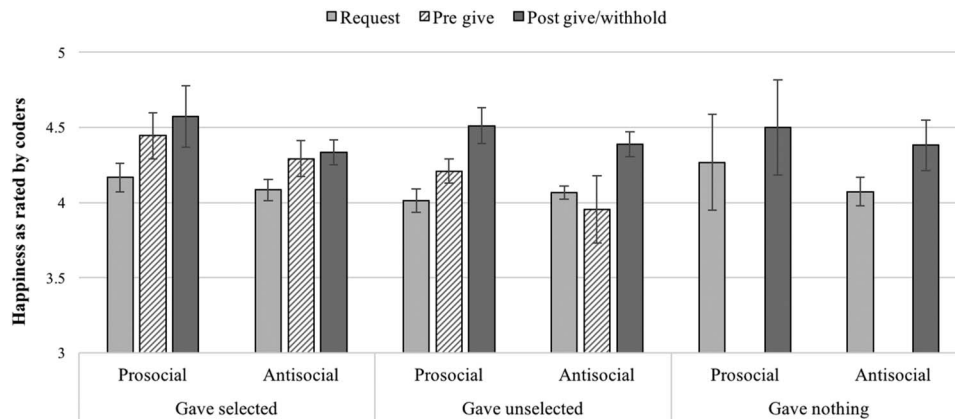 Request Pre give Post give/withhold
Happiness as rated by coders
5
4.5
4
3.5
3
Prosocial Antisocial Prosocial Antisocial Prosocial Antisocial
Gave selected Gave unselected Gave nothing